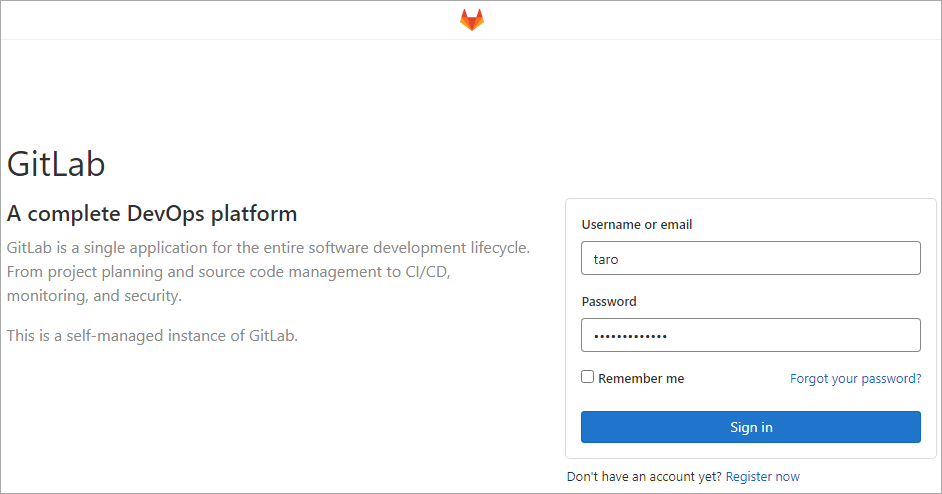 GitLab
A complete DevOps platform
GitLab is a single application for the entire software development lifecycle.
From project planning and source code management to CI/CD,
monitoring, and security.
This is a self-managed instance of GitLab.
Username or email
taro
Password
•••••••••••••
Remember me
Forgot your password?
Sign in
Don't have an account yet? Register now